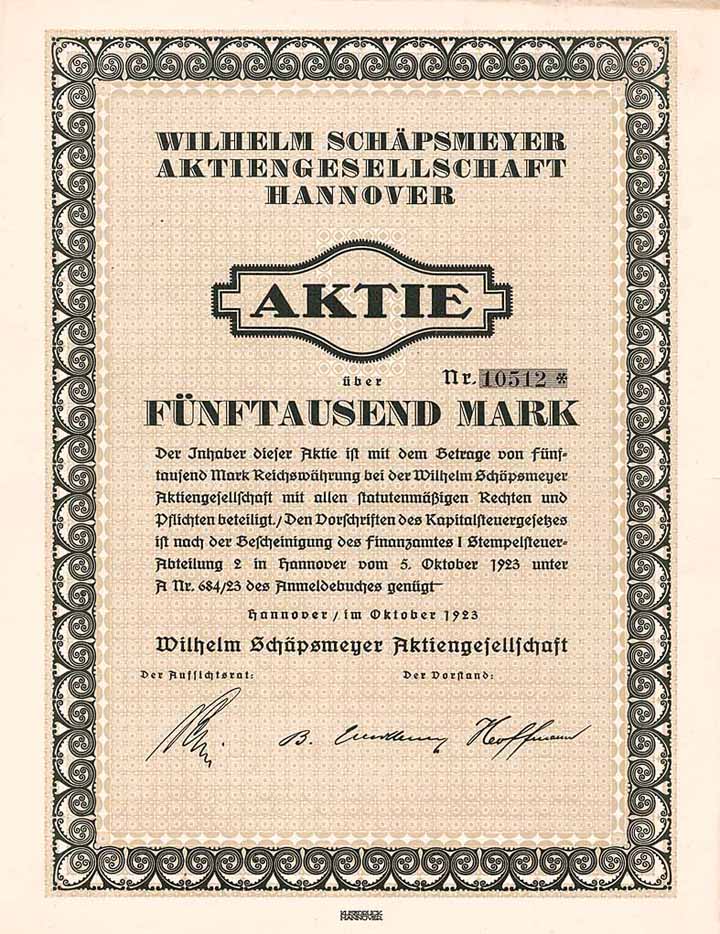 WILHELM SCHÄPSMEYER
AKTIENGESELLSCHAFT
HANNOVER
AKTIE
über Nr. 10512 *
FÜNFTAUSEND MARK
Der Inhaber dieser Aktie ist mit dem Betrage von Fünf-
tausend Mark Reichswährung bei der Wilhelm Schäpsmeyer
Aktiengesellschaft mit allen statutenmäßigen Rechten und
Pflichten beteiligt. / Den Vorschriften des Kapitalsteuergesetzes
ist nach der Bescheinigung des Finanzamtes I Stempelsteuer-
Abteilung 2 in Hannover vom 5. Oktober 1923 unter
A Nr. 684/23 des Anmeldebuches genügt
Hannover / im Oktober 1923
Wilhelm Schäpsmeyer Aktiengesellschaft
Der Aufsichtsrat: Der Vorstand:
B. Hoffmann
HANNOVER